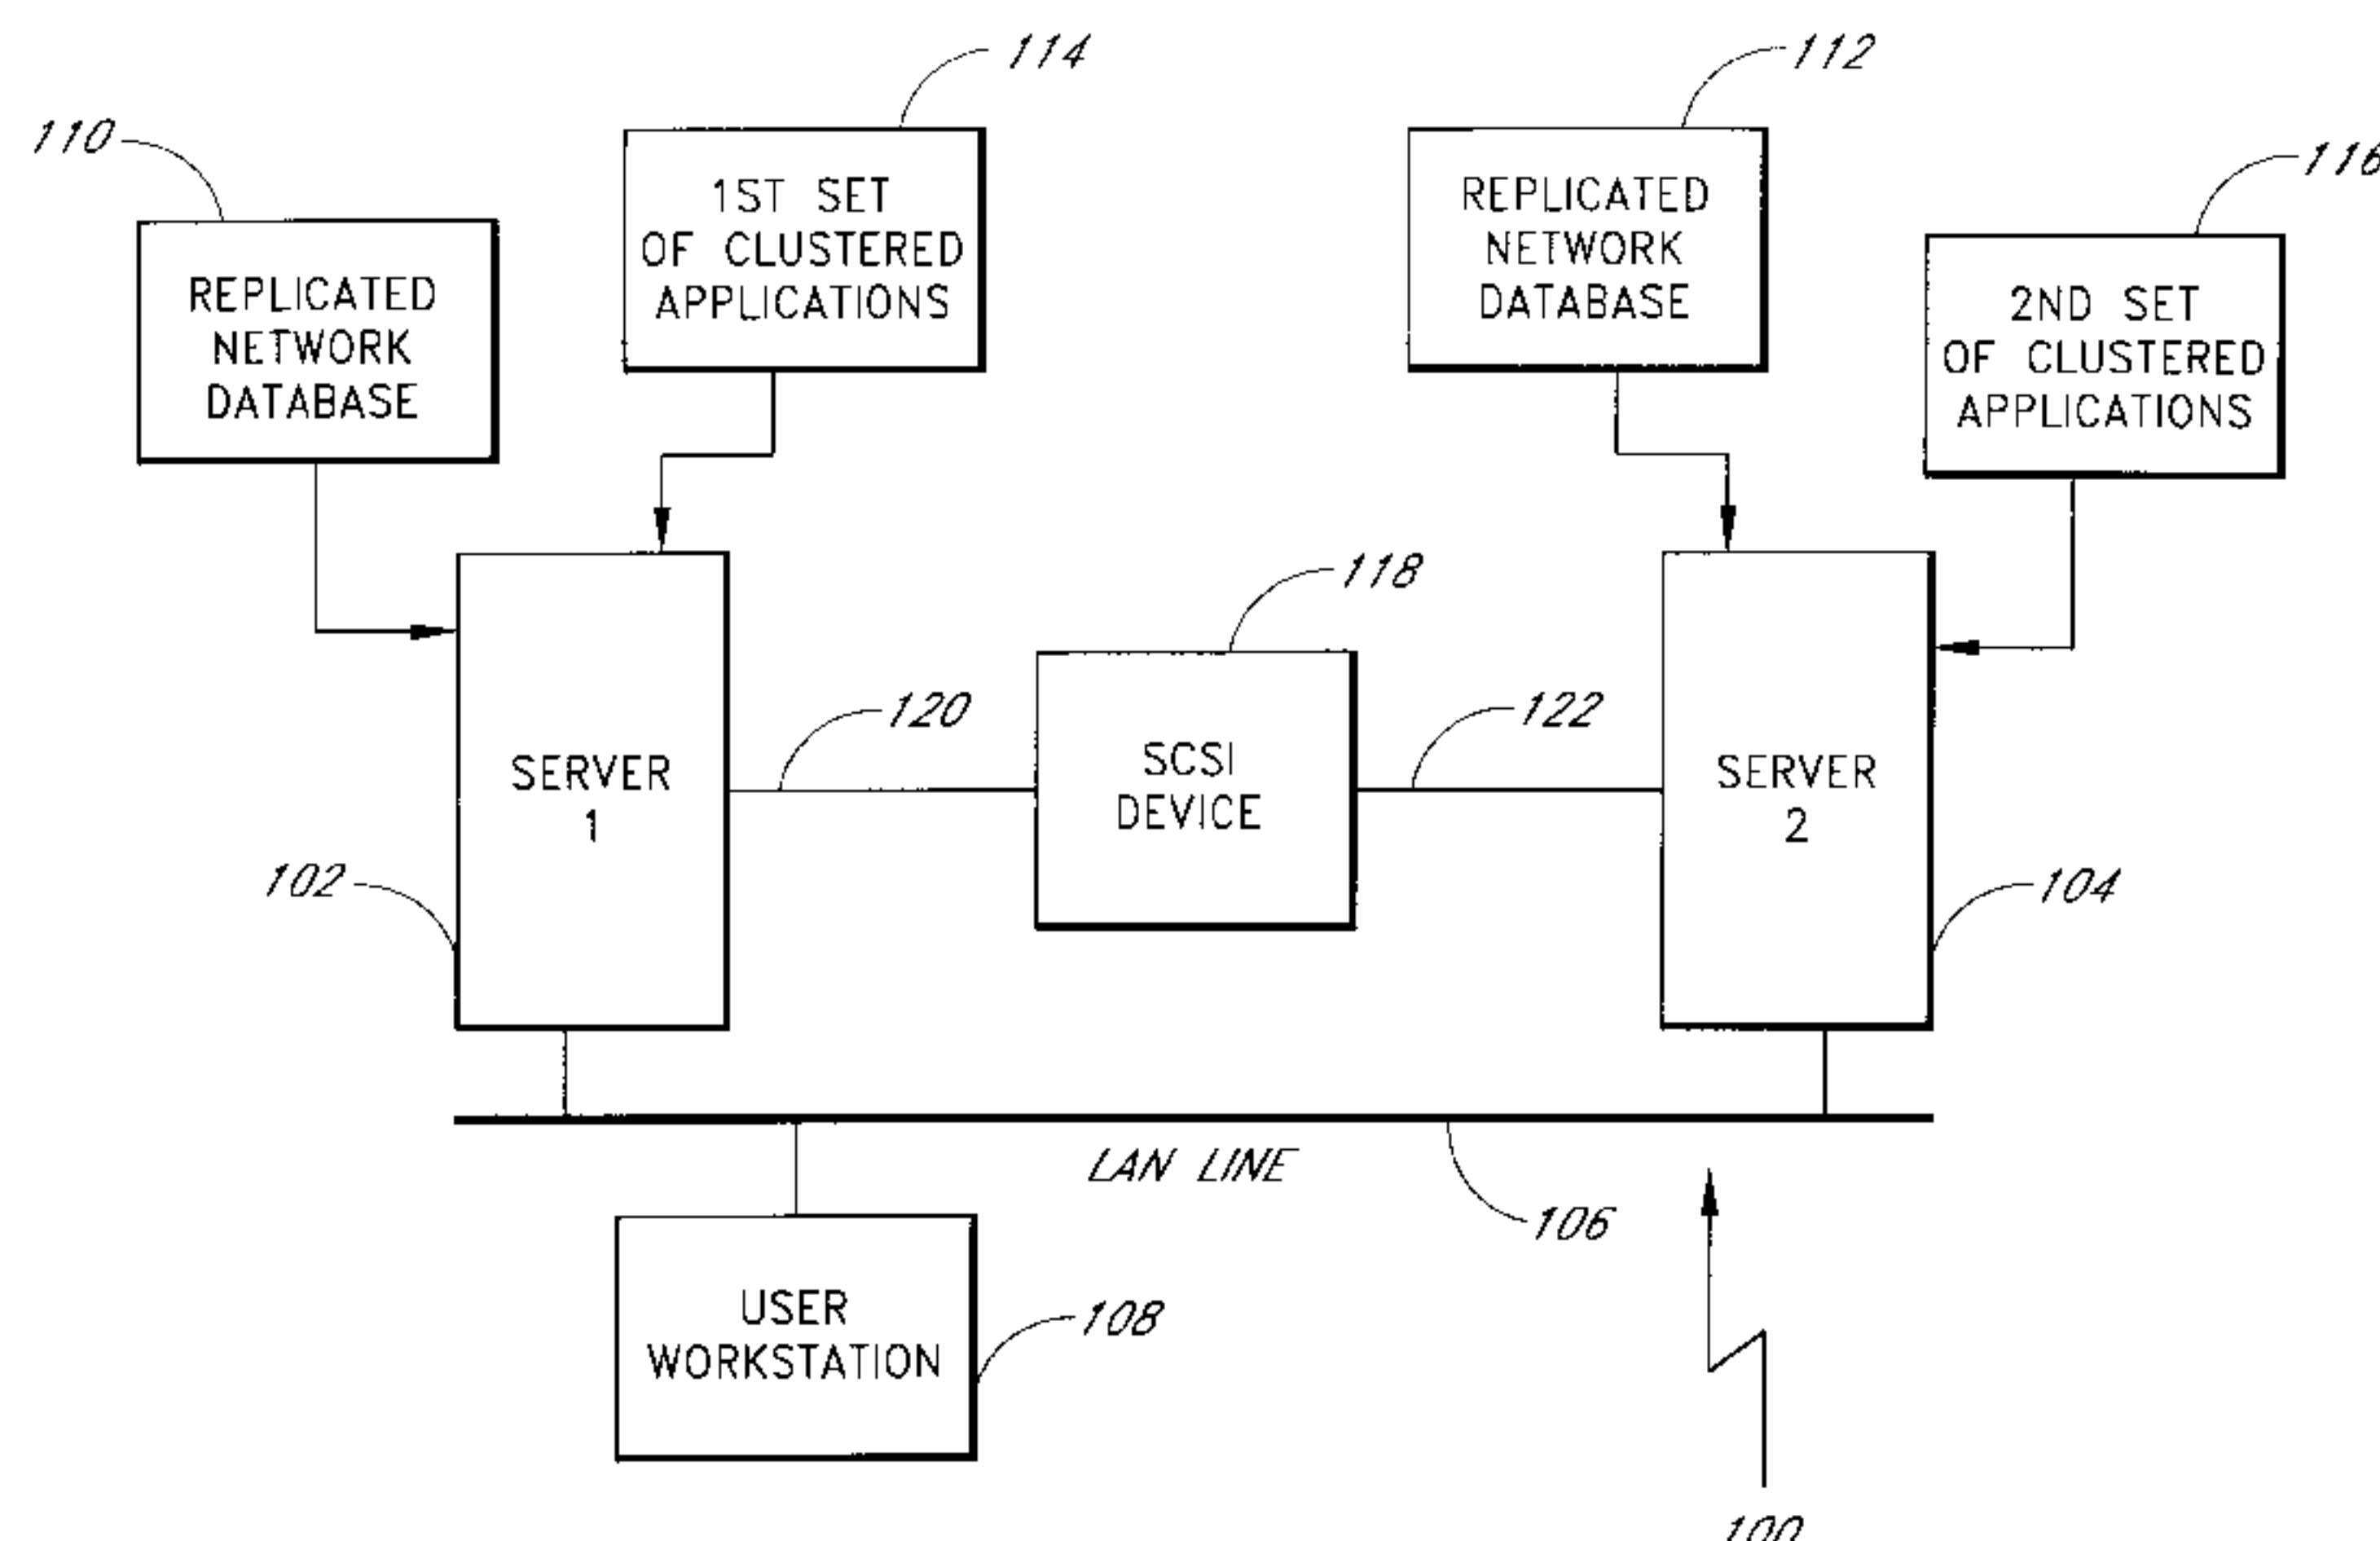 114
112
110
116
1ST SET
OF CLUSTERED
APPLICATIONS
REPLICATED
NETWORK
DATABASE
REPLICATED
NETWORK
DATABASE
2ND SET
OF CLUSTERED
APPLICATIONS
118
120
122
SERVER
1
SCSI
DEVICE
SERVER
2
102
104
LAN LINE
106
USER
WORKSTATION
108
100